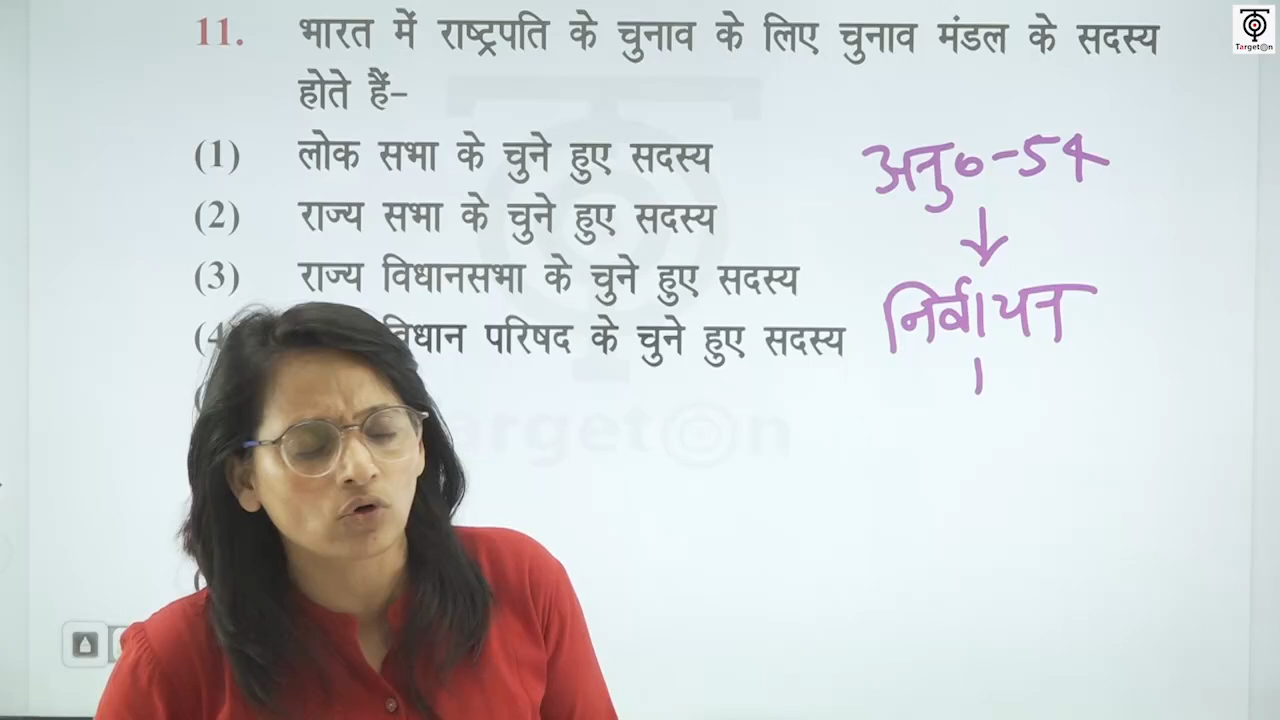 11. भारत में राष्ट्रपति के चुनाव के लिए चुनाव मंडल के सदस्य
होते हैं-
(1) लोक सभा के चुने हुए सदस्य
(2) राज्य सभा के चुने हुए सदस्य
(3) राज्य विधानसभा के चुने हुए सदस्य
(4 विधान परिषद के चुने हुए सदस्य
अनु०-54
निर्वाचन
Target